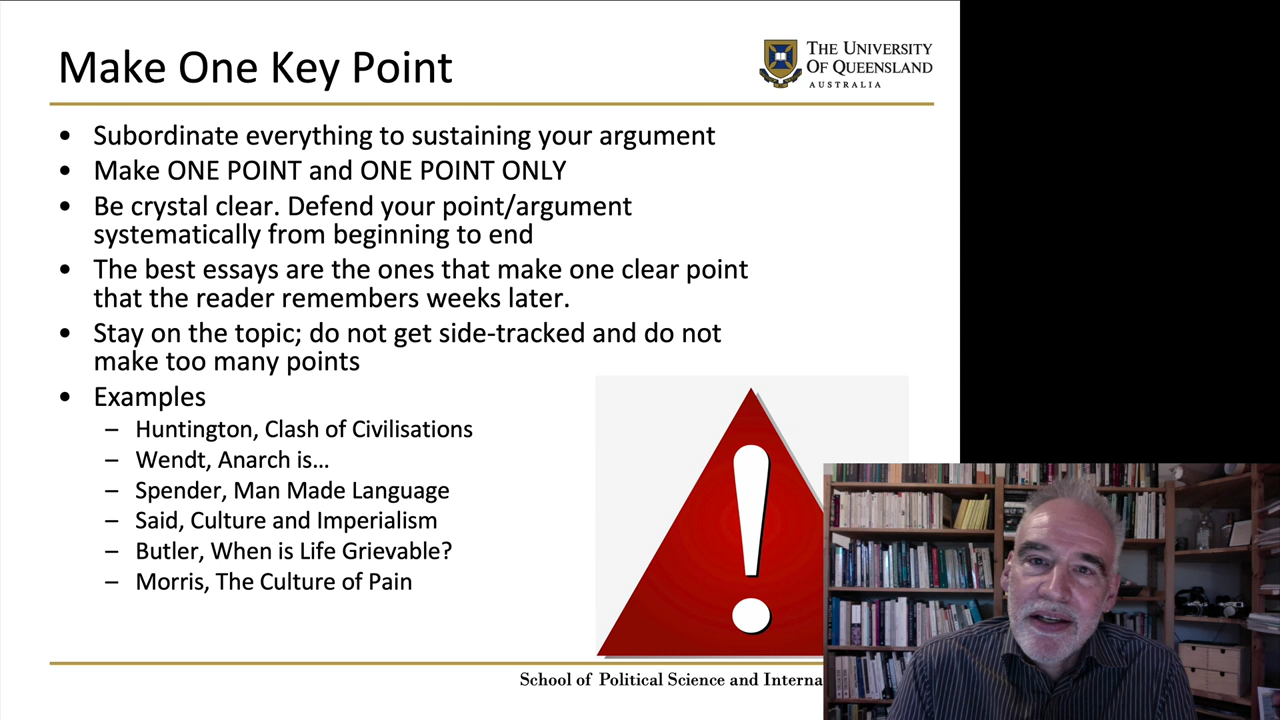 Make One Key Point
THE UNIVERSITY
OF QUEENSLAND
AUSTRALIA
• Subordinate everything to sustaining your argument
• Make ONE POINT and ONE POINT ONLY
• Be crystal clear. Defend your point/argument
systematically from beginning to end
• The best essays are the ones that make one clear point
that the reader remembers weeks later.
• Stay on the topic; do not get side-tracked and do not
make too many points
• Examples
– Huntington, Clash of Civilisations
– Wendt, Anarch is…
– Spender, Man Made Language
– Said, Culture and Imperialism
– Butler, When is Life Grievable?
– Morris, The Culture of Pain
School of Political Science and Interna